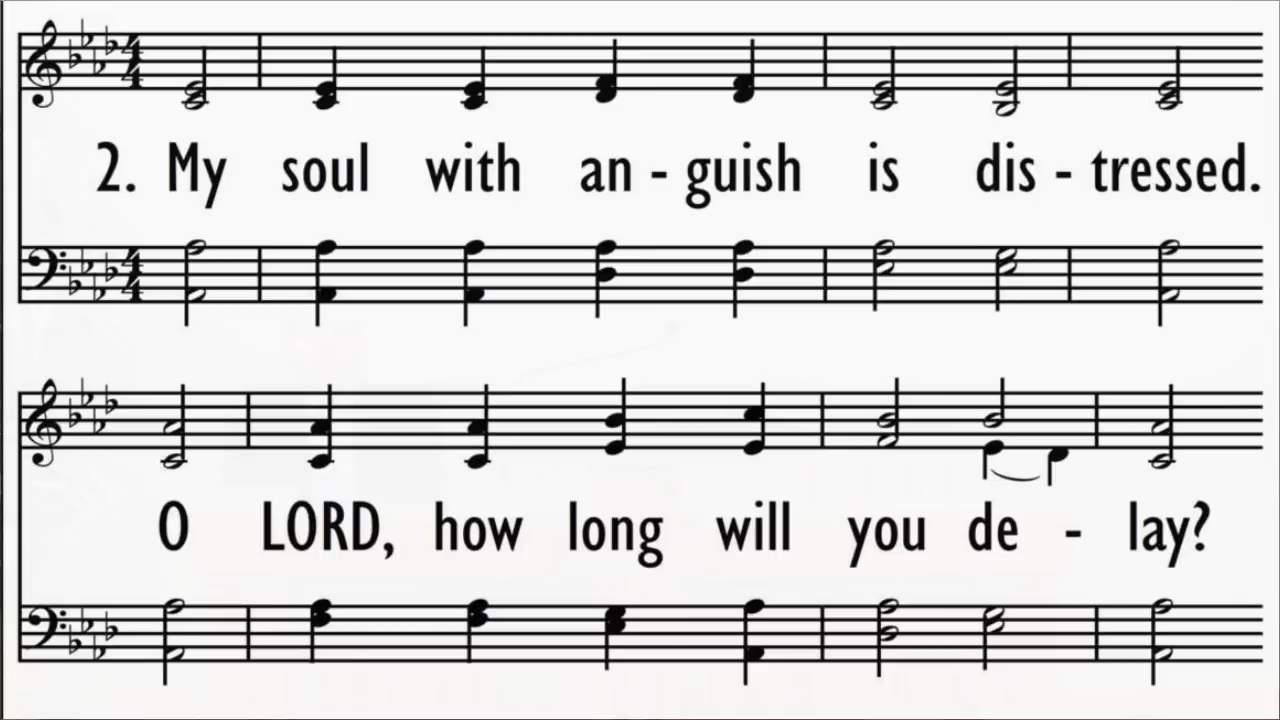 2. My soul with an - guish is dis - tressed.
O LORD, how long will you de - lay?